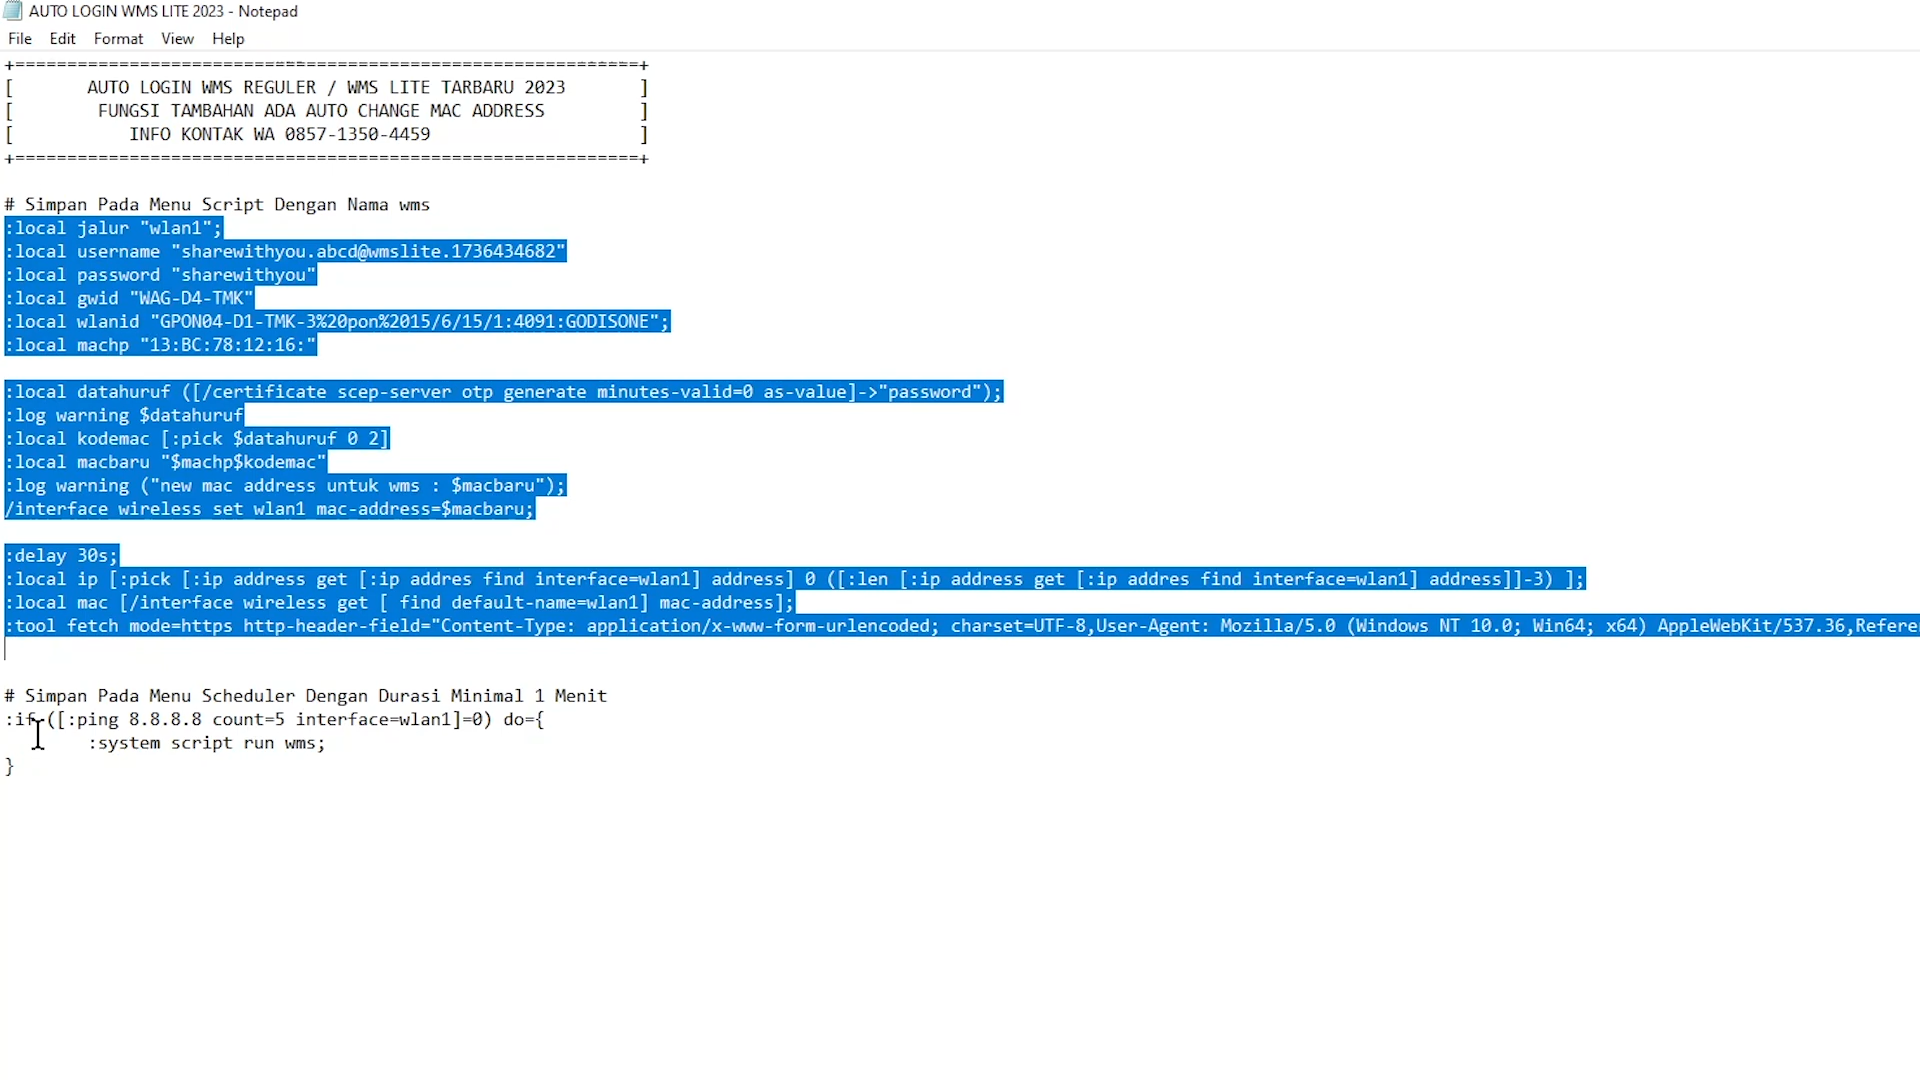 AUTO LOGIN WMS LITE 2023 - Notepad
File Edit Format View Help
+============================================================+
[ AUTO LOGIN WMS REGULER / WMS LITE TARBARU 2023 ]
[ FUNGSI TAMBAHAN ADA AUTO CHANGE MAC ADDRESS ]
[ INFO KONTAK WA 0857-1350-4459 ]
+============================================================+
# Simpan Pada Menu Script Dengan Nama wms
:local jalur "wlan1";
:local username "sharewithyou.abcd@wmslite.1736434682"
:local password "sharewithyou"
:local gwid "WAG-D4-TMK"
:local wlanid "GPON04-D1-TMK-3%20pon%2015/6/15/1:4091:GODISONE";
:local machp "13:BC:78:12:16:"
:local datahuruf ([/certificate scep-server otp generate minutes-valid=0 as-value]->"password");
:log warning $datahuruf
:local kodemac [:pick $datahuruf 0 2]
:local macbaru "$machp$kodemac"
:log warning ("new mac address untuk wms : $macbaru");
/interface wireless set wlan1 mac-address=$macbaru;
:delay 30s;
:local ip [:pick [:ip address get [:ip addres find interface=wlan1] address] 0 ([:len [:ip address get [:ip addres find interface=wlan1] address]]-3) ];
:local mac [/interface wireless get [ find default-name=wlan1] mac-address];
:tool fetch mode=https http-header-field="Content-Type: application/x-www-form-urlencoded; charset=UTF-8,User-Agent: Mozilla/5.0 (Windows NT 10.0; Win64; x64) AppleWebKit/537.36,Refere
# Simpan Pada Menu Scheduler Dengan Durasi Minimal 1 Menit
:if ([:ping 8.8.8.8 count=5 interface=wlan1]=0) do={
:system script run wms;
}